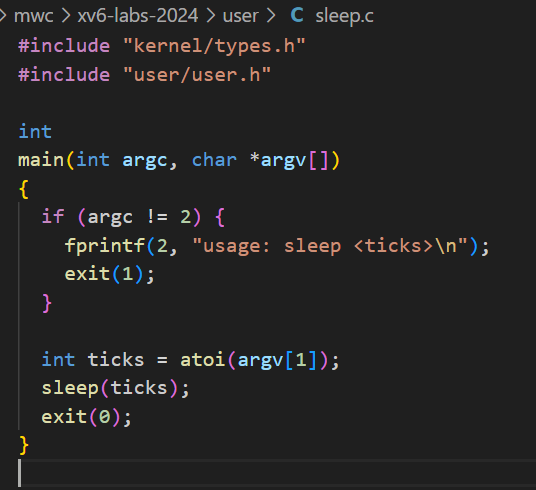 > mwc > xv6-labs-2024 > user > C sleep.c
#include "kernel/types.h"
#include "user/user.h"

int
main(int argc, char *argv[])
{
  if (argc != 2) {
    fprintf(2, "usage: sleep <ticks>\n");
    exit(1);
  }

  int ticks = atoi(argv[1]);
  sleep(ticks);
  exit(0);
}